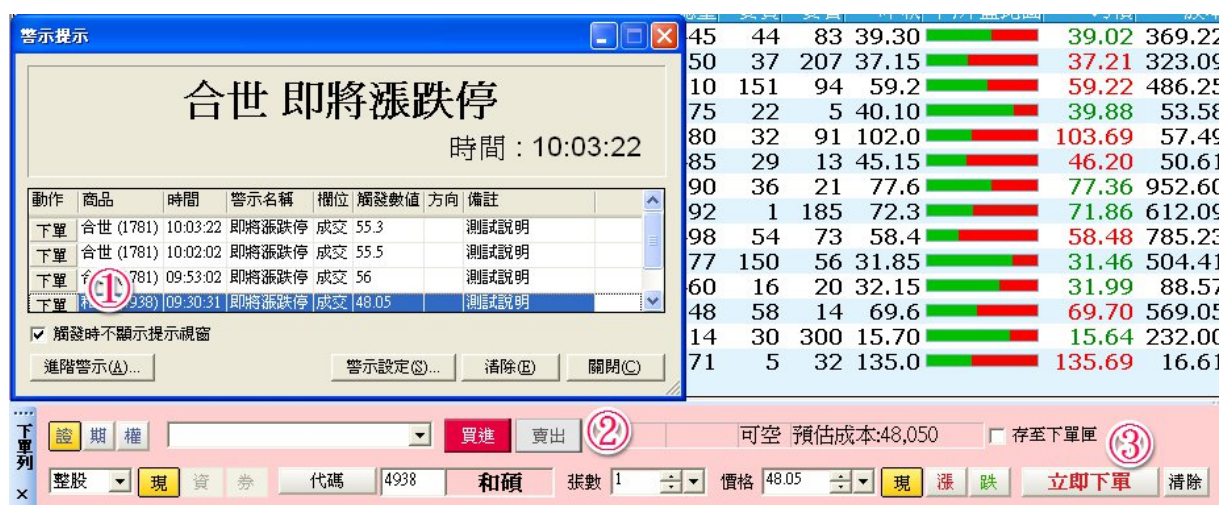 警示提示
合世 即將漲跌停
時間：10:03:22
動作 商品 時間 警示名稱 欄位 觸發數值 方向 備註
下單 合世 (1781) 10:03:22 即將漲跌停 成交 55.3 測試說明
下單 合世 (1781) 10:02:02 即將漲跌停 成交 55.5 測試說明
下單 781) 09:53:02 即將漲跌停 成交 56 測試說明
下單 938) 09:30:31 即將漲跌停 成交 48.05 測試說明
①
觸發時不顯示提示視窗
進階警示(A)... 警示設定(S)... 清除(E) 關閉(C)
45 44 83 39.30 39.02 369.22
50 37 207 37.15 37.21 323.09
10 151 94 59.2 59.22 486.25
75 22 5 40.10 39.88 53.58
80 32 91 102.0 103.69 57.49
85 29 13 45.15 46.20 50.61
90 36 21 77.6 77.36 952.60
92 1 185 72.3 71.86 612.09
98 54 73 58.4 58.48 785.23
77 150 56 31.85 31.46 504.41
60 16 20 32.15 31.99 88.57
48 58 14 69.6 69.70 569.05
14 30 300 15.70 15.64 232.00
71 5 32 135.0 135.69 16.61
下單列
證 期 權 買進 賣出 ② 可空 預估成本:48,050 存至下單匣 ③
整股 現 資 券 代碼 4938 和碩 張數 1 價格 48.05 現 漲 跌 立即下單 清除